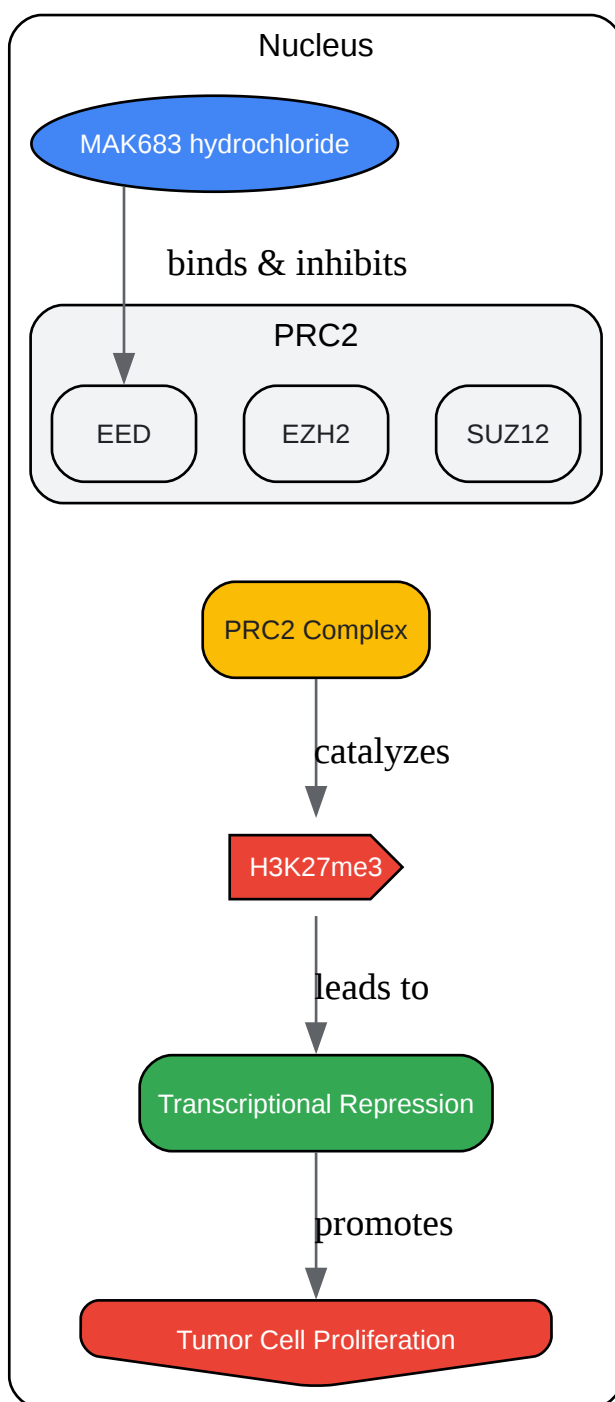 Nucleus
MAK683 hydrochloride
binds & inhibits
PRC2
EED
EZH2
SUZ12
PRC2 Complex
catalyzes
H3K27me3
leads to
Transcriptional Repression
promotes
Tumor Cell Proliferation